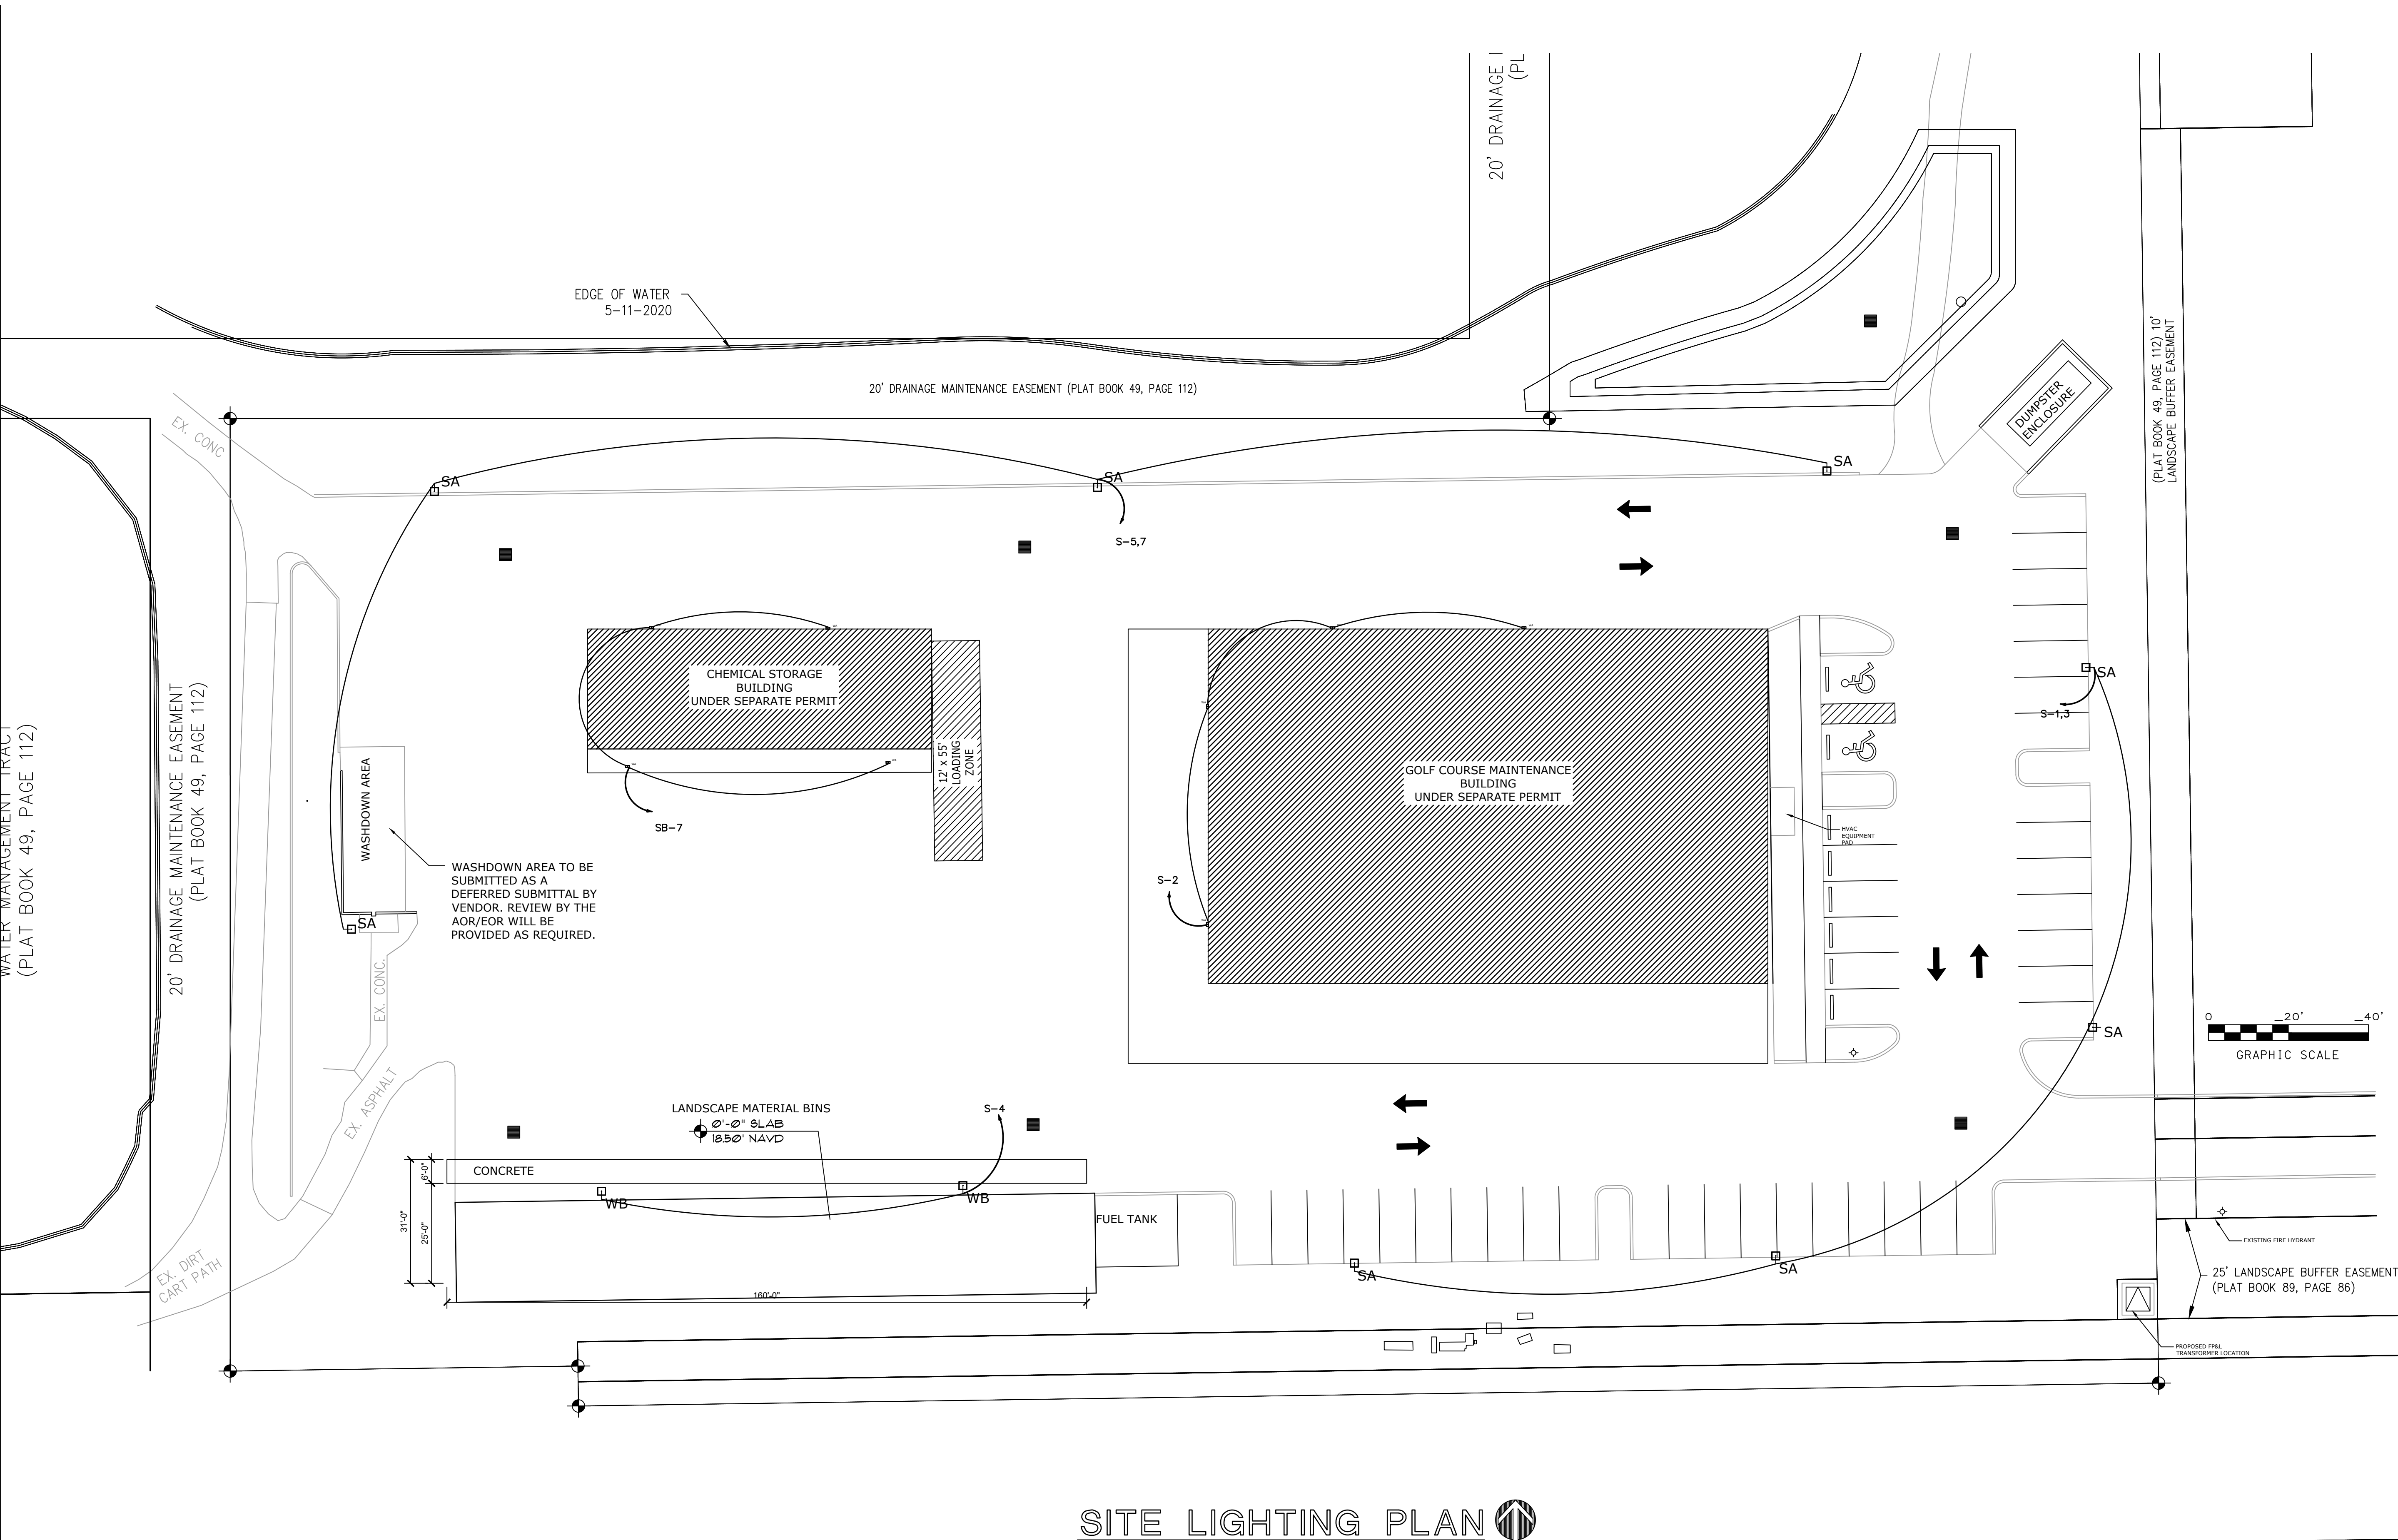 20' DRAINAGE
(PL
EDGE OF WATER
5-11-2020
20' DRAINAGE MAINTENANCE EASEMENT (PLAT BOOK 49, PAGE 112)
(PLAT BOOK 49, PAGE 112) 10'
LANDSCAPE BUFFER EASEMENT
DUMPSTER
ENCLOSURE
EX. CONC
SA
SA
SA
S-5,7
WATER MANAGEMENT TRACT
(PLAT BOOK 49, PAGE 112)
20' DRAINAGE MAINTENANCE EASEMENT
(PLAT BOOK 49, PAGE 112)
CHEMICAL STORAGE
BUILDING
UNDER SEPARATE PERMIT
12' x 55'
LOADING
ZONE
SB-7
WASHDOWN AREA
WASHDOWN AREA TO BE
SUBMITTED AS A
DEFERRED SUBMITTAL BY
VENDOR. REVIEW BY THE
AOR/EOR WILL BE
PROVIDED AS REQUIRED.
SA
GOLF COURSE MAINTENANCE
BUILDING
UNDER SEPARATE PERMIT
S-2
HVAC
EQUIPMENT
PAD
SA
S-1,3
SA
0 20' 40'
GRAPHIC SCALE
EX. CONC.
EX. ASPHALT
EX. DIRT
CART PATH
LANDSCAPE MATERIAL BINS
0'-0" SLAB
18.50' NAVD
S-4
CONCRETE
6'-0"
31'-0"
25'-0"
WB
WB
FUEL TANK
160'-0"
SA
SA
EXISTING FIRE HYDRANT
25' LANDSCAPE BUFFER EASEMENT
(PLAT BOOK 89, PAGE 86)
PROPOSED FP&L
TRANSFORMER LOCATION
SITE LIGHTING PLAN